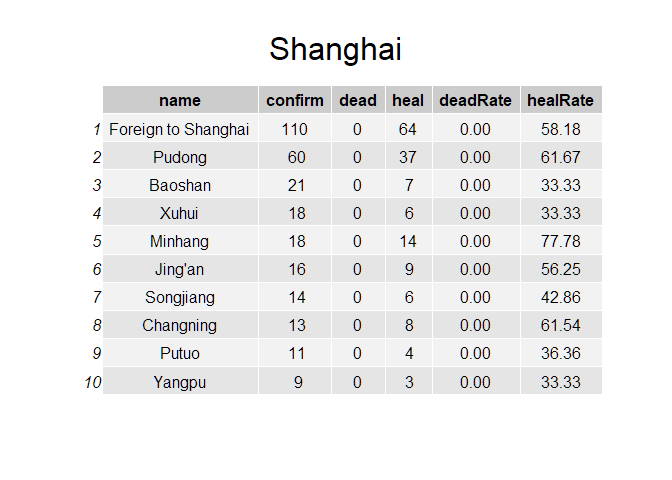 Shanghai
name confirm dead heal deadRate healRate
1 Foreign to Shanghai 110 0 64 0.00 58.18
2 Pudong 60 0 37 0.00 61.67
3 Baoshan 21 0 7 0.00 33.33
4 Xuhui 18 0 6 0.00 33.33
5 Minhang 18 0 14 0.00 77.78
6 Jing'an 16 0 9 0.00 56.25
7 Songjiang 14 0 6 0.00 42.86
8 Changning 13 0 8 0.00 61.54
9 Putuo 11 0 4 0.00 36.36
10 Yangpu 9 0 3 0.00 33.33